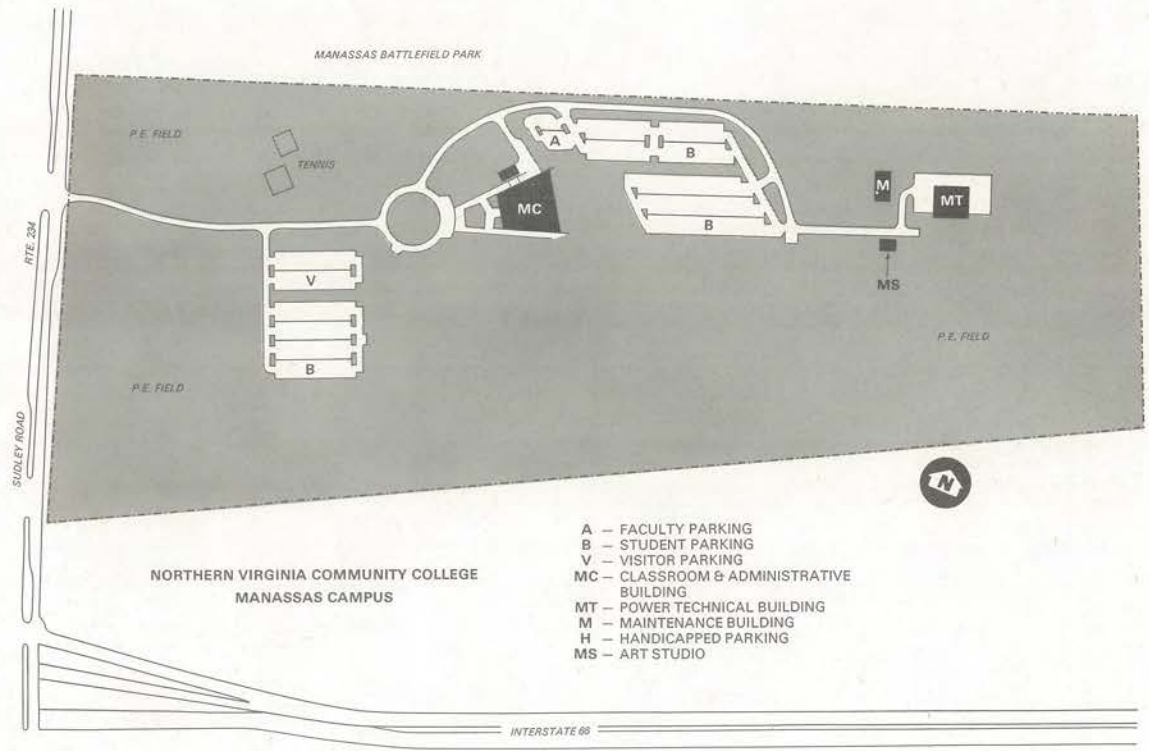 MANASSAS BATTLEFIELD PARK
P.E. FIELD
TENNIS
A
B
M
MT
MC
B
RTE. 234
MS
V
P.E. FIELD
B
P.E. FIELD
SUDLEY ROAD
N
A – FACULTY PARKING
B – STUDENT PARKING
V – VISITOR PARKING
MC – CLASSROOM & ADMINISTRATIVE
BUILDING
MT – POWER TECHNICAL BUILDING
M – MAINTENANCE BUILDING
H – HANDICAPPED PARKING
MS – ART STUDIO
NORTHERN VIRGINIA COMMUNITY COLLEGE
MANASSAS CAMPUS
INTERSTATE 66